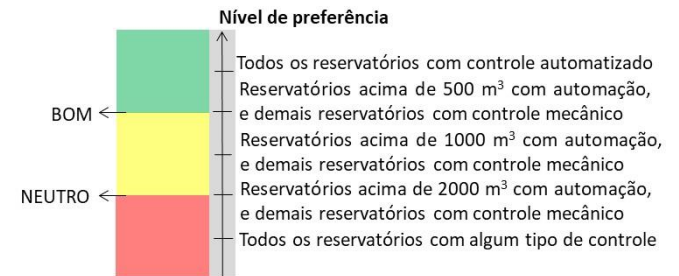 Nível de preferência
Todos os reservatórios com controle automatizado
Reservatórios acima de 500 m³ com automação,
BOM
e demais reservatórios com controle mecânico
Reservatórios acima de 1000 m³ com automação,
e demais reservatórios com controle mecânico
NEUTRO
Reservatórios acima de 2000 m³ com automação,
e demais reservatórios com controle mecânico
Todos os reservatórios com algum tipo de controle